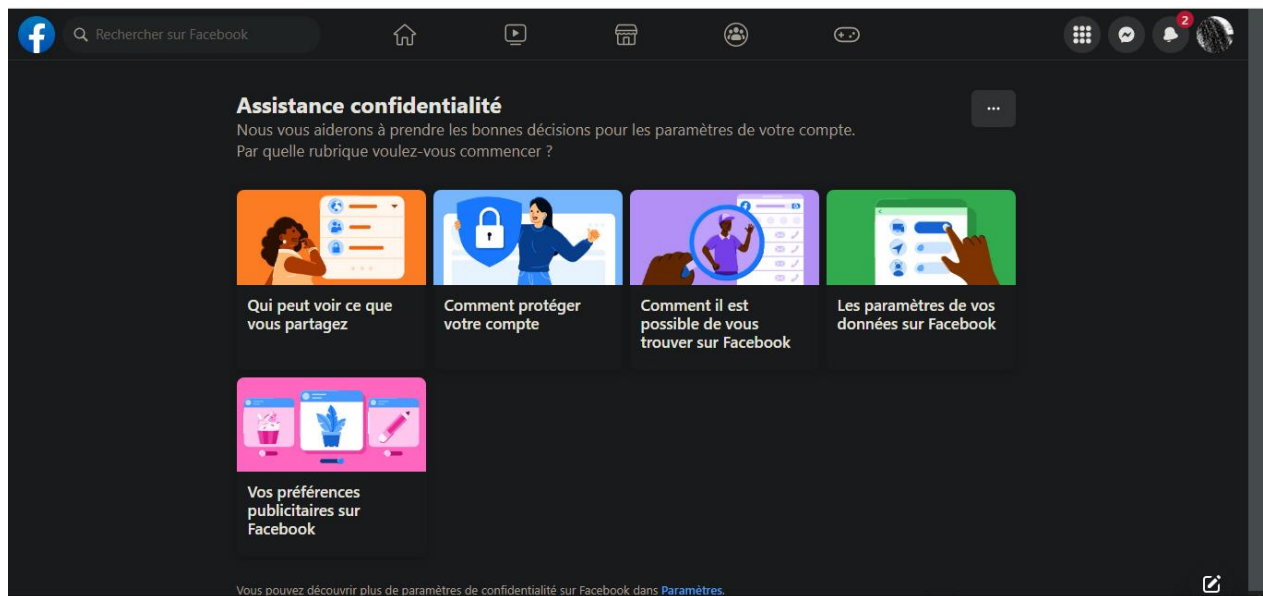 Rechercher sur Facebook
2
Assistance confidentialité
Nous vous aiderons à prendre les bonnes décisions pour les paramètres de votre compte.
Par quelle rubrique voulez-vous commencer ?
Qui peut voir ce que
vous partagez
Comment protéger
votre compte
Comment il est
possible de vous
trouver sur Facebook
Les paramètres de vos
données sur Facebook
Vos préférences
publicitaires sur
Facebook
Vous pouvez découvrir plus de paramètres de confidentialité sur Facebook dans Paramètres.